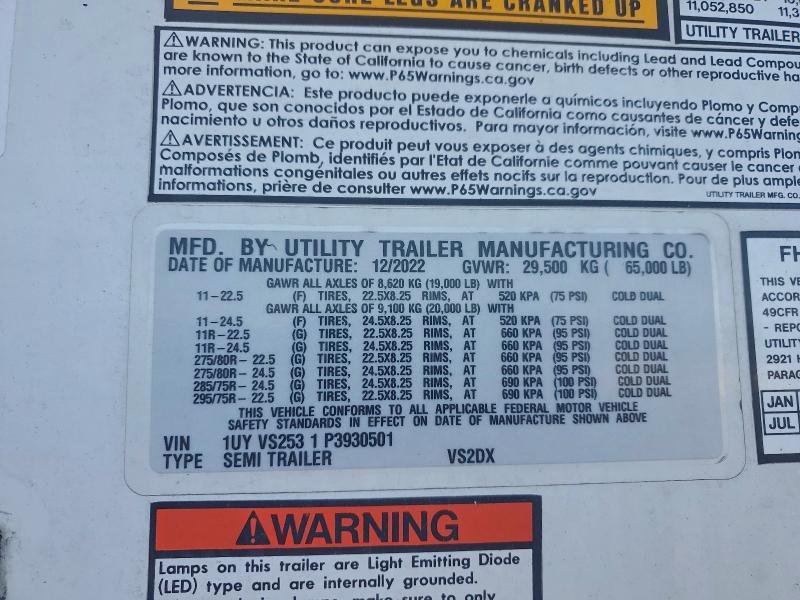 LEGS ARE CRANKED UP
11,052,850
UTILITY TRAILER
⚠WARNING: This product can expose you to chemicals including Lead and Lead Compou
are known to the State of California to cause cancer, birth defects or other reproductive ha
more information, go to: www.P65Warnings.ca.gov
⚠ADVERTENCIA: Este producto puede exponerle a químicos incluyendo Plomo y Comp
Plomo, que son conocidos por el Estado de California como causantes de cáncer y defe
nacimiento u otros daños reproductivos. Para mayor información, visite www.P65Warning
⚠AVERTISSEMENT: Ce produit peut vous exposer à des agents chimiques, y compris Plom
Composés de Plomb, identifiés par l'Etat de Californie comme pouvant causer le cancer
malformations congénitales ou autres effets nocifs sur la reproduction. Pour de plus ample
informations, prière de consulter www.P65Warnings.ca.gov
UTILITY TRAILER MFG. CO.
MFD. BY UTILITY TRAILER MANUFACTURING CO.
DATE OF MANUFACTURE: 12/2022 GVWR: 29,500 KG ( 65,000 LB)
GAWR ALL AXLES OF 8,620 KG (19,000 LB) WITH
11-22.5 (F) TIRES, 22.5X8.25 RIMS, AT 520 KPA (75 PSI) COLD DUAL
GAWR ALL AXLES OF 9,100 KG (20,000 LB) WITH
11-24.5 (F) TIRES, 24.5X8.25 RIMS, AT 520 KPA (75 PSI) COLD DUAL
11R-22.5 (G) TIRES, 22.5X8.25 RIMS, AT 660 KPA (95 PSI) COLD DUAL
11R-24.5 (G) TIRES, 24.5X8.25 RIMS, AT 660 KPA (95 PSI) COLD DUAL
275/80R-22.5 (G) TIRES, 22.5X8.25 RIMS, AT 660 KPA (95 PSI) COLD DUAL
275/80R-24.5 (G) TIRES, 24.5X8.25 RIMS, AT 660 KPA (95 PSI) COLD DUAL
285/75R-24.5 (G) TIRES, 24.5X8.25 RIMS, AT 690 KPA (100 PSI) COLD DUAL
295/75R-22.5 (G) TIRES, 22.5X8.25 RIMS, AT 690 KPA (100 PSI) COLD DUAL
THIS VEHICLE CONFORMS TO ALL APPLICABLE FEDERAL MOTOR VEHICLE
SAFETY STANDARDS IN EFFECT ON DATE OF MANUFACTURE SHOWN ABOVE
VIN 1UY VS253 1 P3930501
TYPE SEMI TRAILER VS2DX
FH
THIS VE
ACCOR
49CFR
- REPO
UTILITY
2921 H
PARAG
JAN
JUL
⚠WARNING
Lamps on this trailer are Light Emitting Diode
(LED) type and are internally grounded.
make sure to only